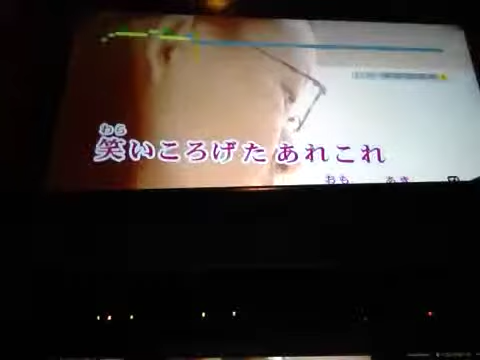 わら
笑いころげた あれこれ
おも あき